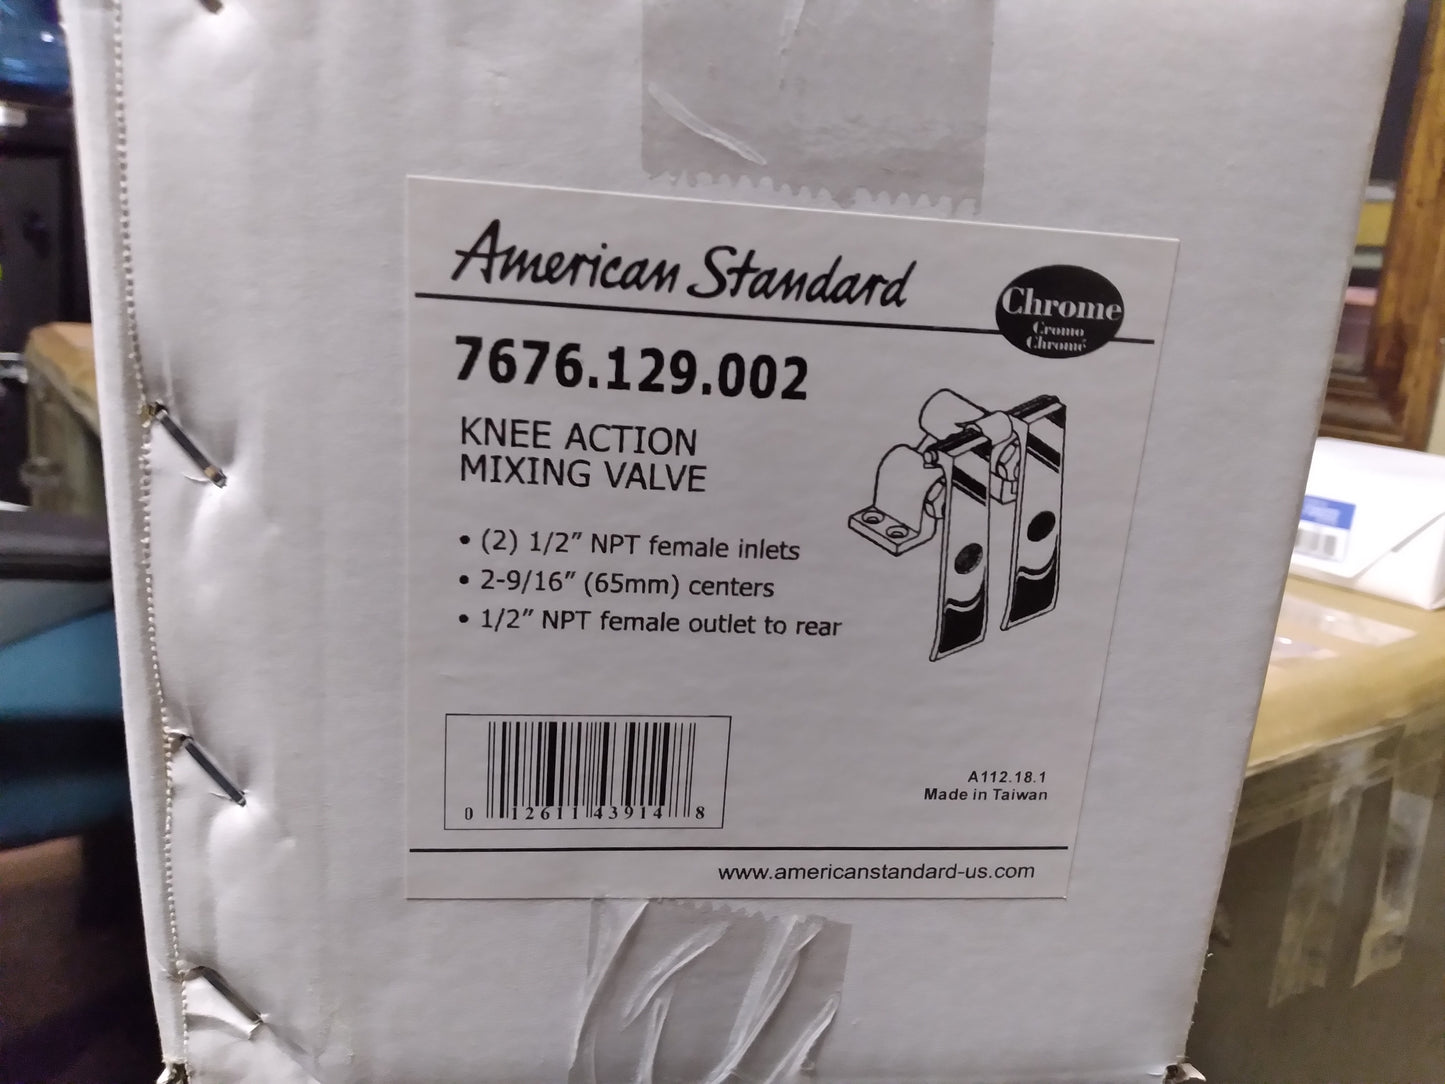 American Standard
Chrome
Cromo
Chromé
7676.129.002
KNEE ACTION
MIXING VALVE
• (2) 1/2” NPT female inlets
• 2-9/16” (65mm) centers
• 1/2” NPT female outlet to rear
0 12611 43914 8
A112.18.1
Made in Taiwan
www.americanstandard-us.com